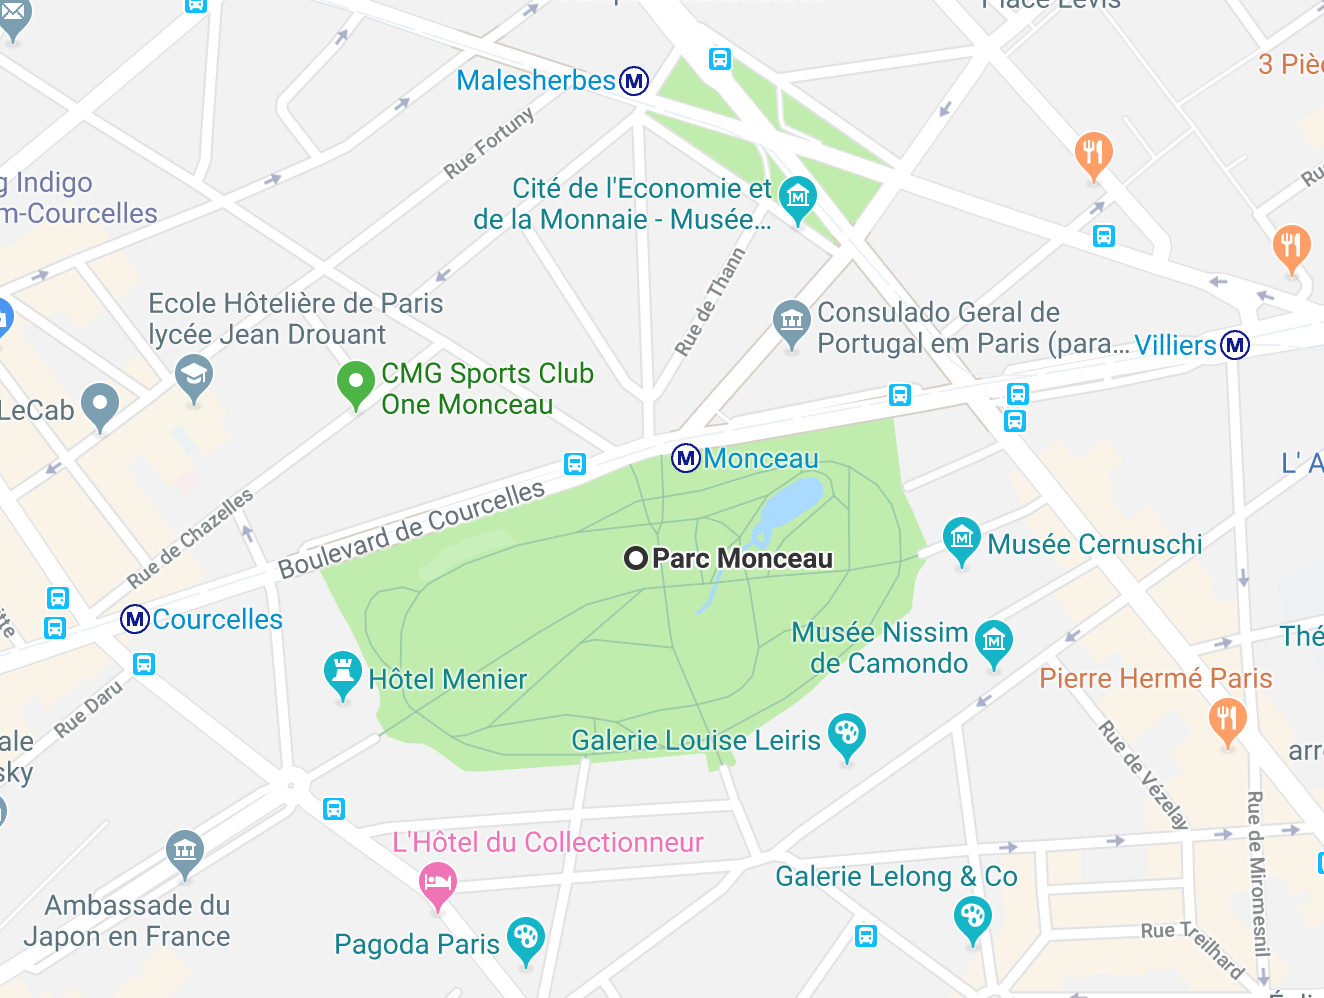 Place Lévis
3 Piè
Malesherbes
Rue Fortuny
g Indigo
m-Courcelles
Cité de l'Economie et
de la Monnaie - Musée...
Rue de Thann
Ecole Hôtelière de Paris
lycée Jean Drouant
Consulado Geral de
Portugal em Paris (para...
Villiers
CMG Sports Club
One Monceau
LeCab
Monceau
L' A
Boulevard de Courcelles
Rue de Chazelles
Parc Monceau
Musée Cernuschi
Courcelles
itte
Musée Nissim
de Camondo
Thé
Hôtel Menier
Pierre Hermé Paris
Rue Daru
Galerie Louise Leiris
ale
sky
arr
Rue de Vézelay
Rue de Miromesnil
L'Hôtel du Collectionneur
Galerie Lelong & Co
Ambassade du
Japon en France
Pagoda Paris
Rue Treilhard